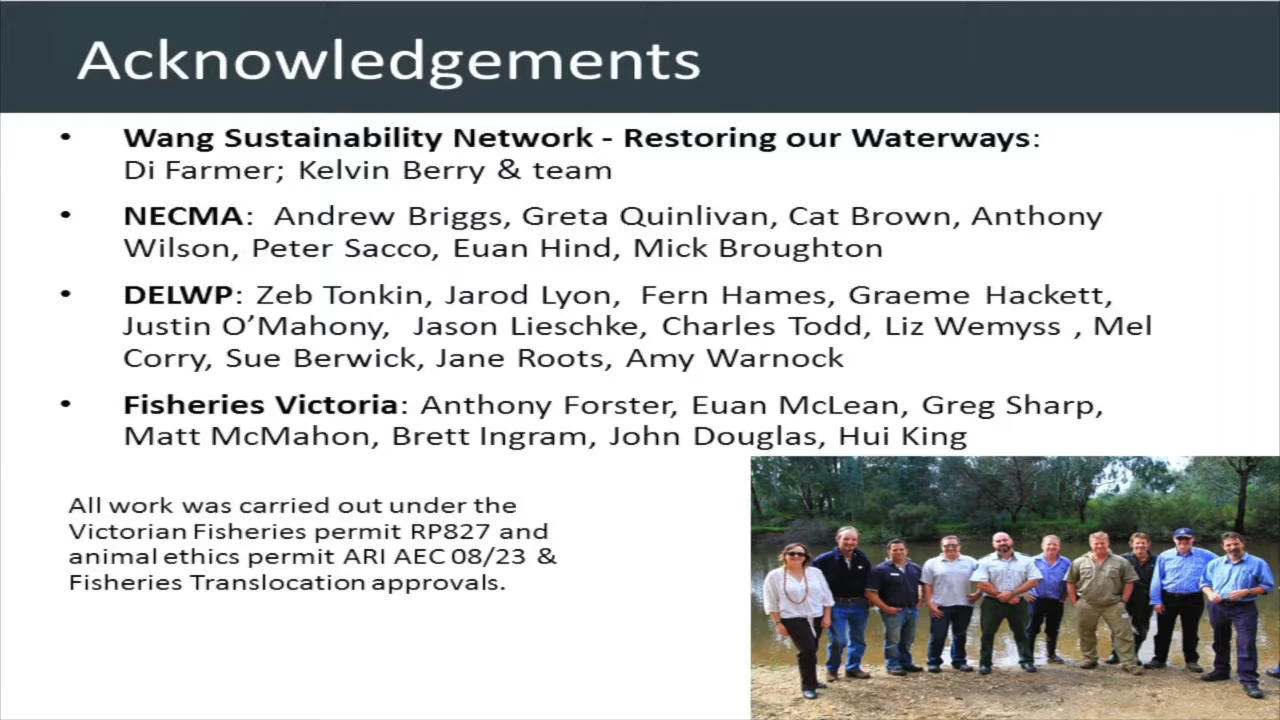 Acknowledgements
• Wang Sustainability Network - Restoring our Waterways:
Di Farmer; Kelvin Berry & team
• NECMA: Andrew Briggs, Greta Quinlivan, Cat Brown, Anthony
Wilson, Peter Sacco, Euan Hind, Mick Broughton
• DELWP: Zeb Tonkin, Jarod Lyon, Fern Hames, Graeme Hackett,
Justin O’Mahony, Jason Lieschke, Charles Todd, Liz Wemyss , Mel
Corry, Sue Berwick, Jane Roots, Amy Warnock
• Fisheries Victoria: Anthony Forster, Euan McLean, Greg Sharp,
Matt McMahon, Brett Ingram, John Douglas, Hui King
All work was carried out under the
Victorian Fisheries permit RP827 and
animal ethics permit ARI AEC 08/23 &
Fisheries Translocation approvals.